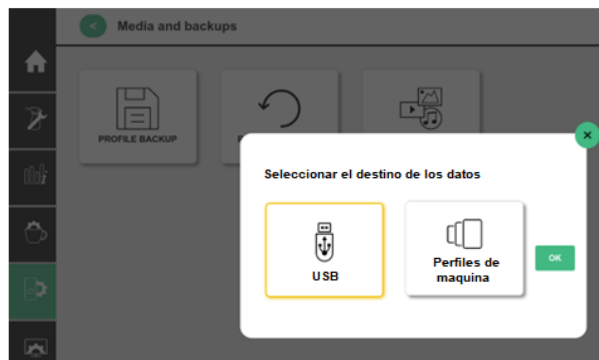 < Media and backups
PROFILE BACKUP
Seleccionar el destino de los datos
USB
Perfiles de
maquina
OK